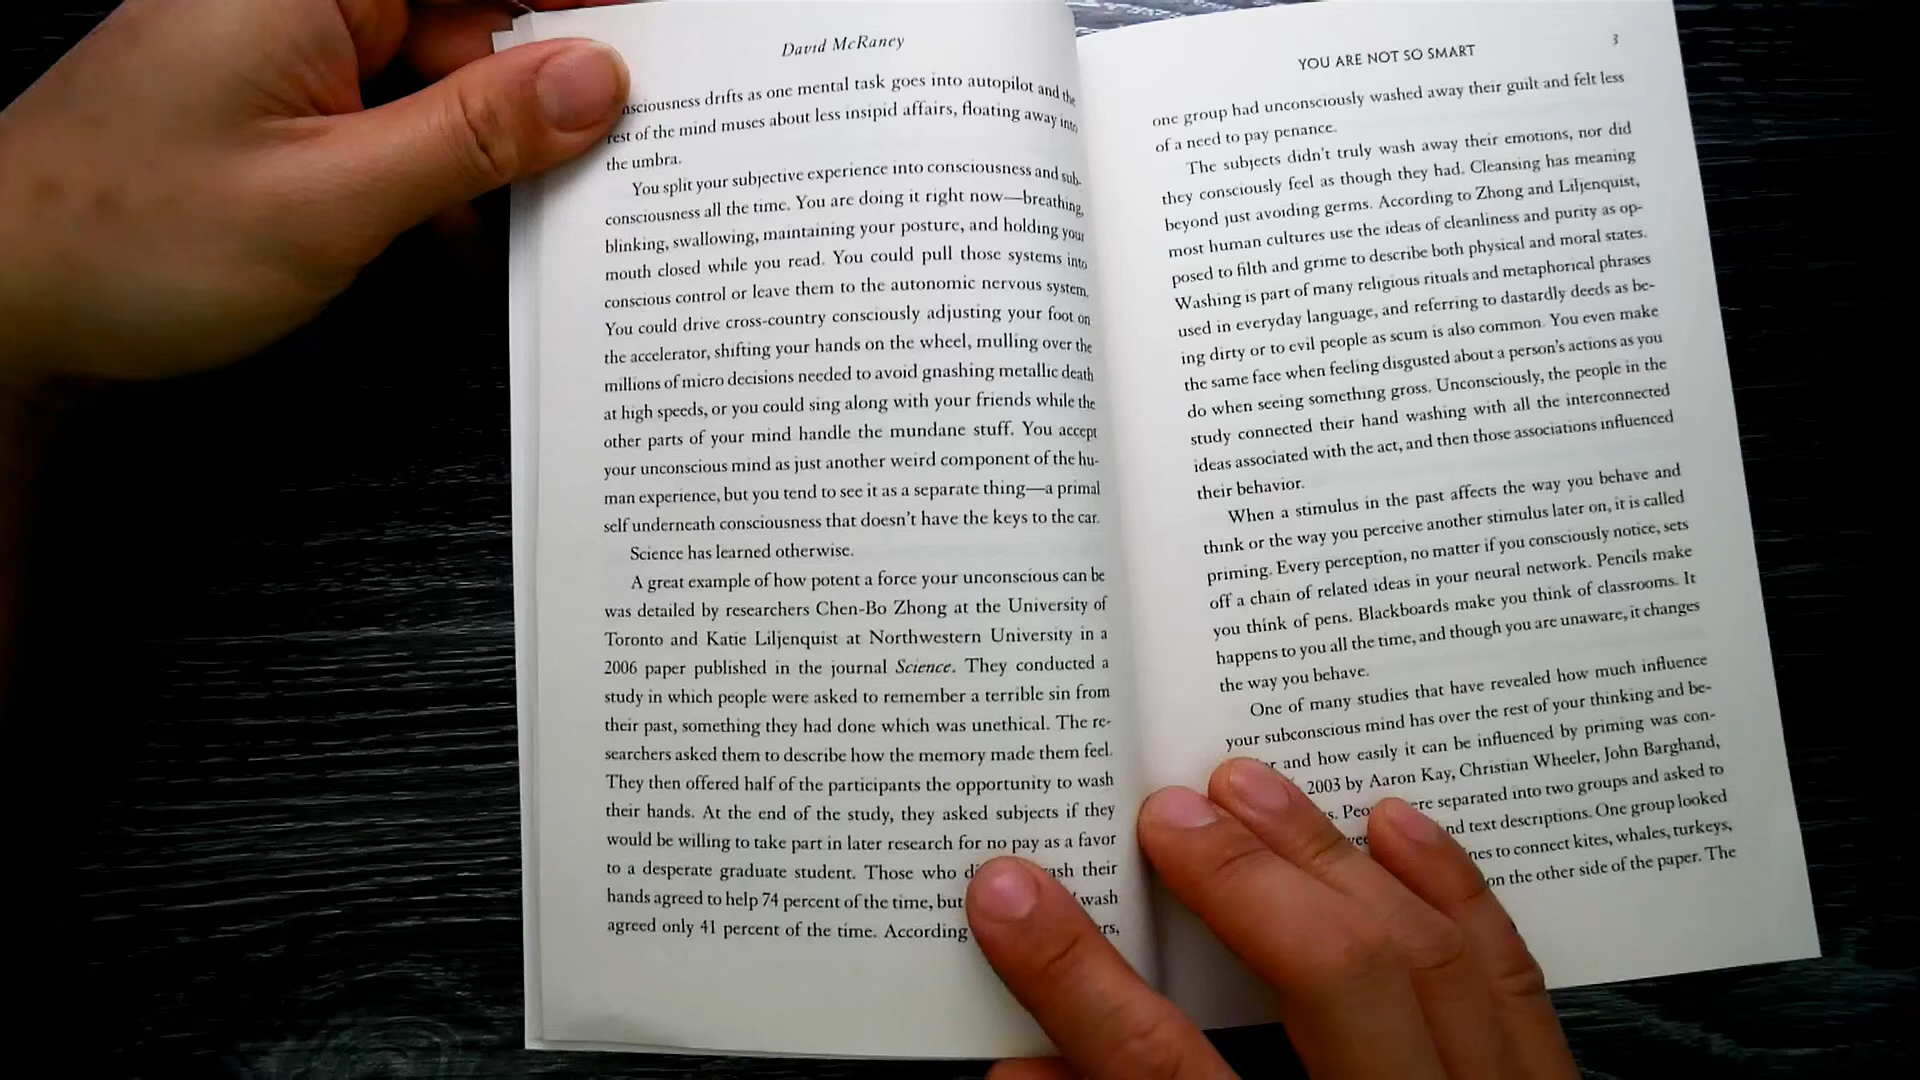 David McRaney
nsciousness drifts as one mental task goes into autopilot and the
rest of the mind muses about less insipid affairs, floating away into
the umbra.
You split your subjective experience into consciousness and sub-
consciousness all the time. You are doing it right now—breathing,
blinking, swallowing, maintaining your posture, and holding your
mouth closed while you read. You could pull those systems into
conscious control or leave them to the autonomic nervous system.
You could drive cross-country consciously adjusting your foot on
the accelerator, shifting your hands on the wheel, mulling over the
millions of micro decisions needed to avoid gnashing metallic death
at high speeds, or you could sing along with your friends while the
other parts of your mind handle the mundane stuff. You accept
your unconscious mind as just another weird component of the hu-
man experience, but you tend to see it as a separate thing—a primal
self underneath consciousness that doesn't have the keys to the car.
Science has learned otherwise.
A great example of how potent a force your unconscious can be
was detailed by researchers Chen-Bo Zhong at the University of
Toronto and Katie Liljenquist at Northwestern University in a
2006 paper published in the journal Science. They conducted a
study in which people were asked to remember a terrible sin from
their past, something they had done which was unethical. The re-
searchers asked them to describe how the memory made them feel.
They then offered half of the participants the opportunity to wash
their hands. At the end of the study, they asked subjects if they
would be willing to take part in later research for no pay as a favor
to a desperate graduate student. Those who their
hands agreed to help 74 percent of the time, but wash
agreed only 41 percent of the time. According
YOU ARE NOT SO SMART 3
one group had unconsciously washed away their guilt and felt less
of a need to pay penance.
The subjects didn't truly wash away their emotions, nor did
they consciously feel as though they had. Cleansing has meaning
beyond just avoiding germs. According to Zhong and Liljenquist,
most human cultures use the ideas of cleanliness and purity as op-
posed to filth and grime to describe both physical and moral states.
Washing is part of many religious rituals and metaphorical phrases
used in everyday language, and referring to dastardly deeds as be-
ing dirty or to evil people as scum is also common. You even make
the same face when feeling disgusted about a person's actions as you
do when seeing something gross. Unconsciously, the people in the
study connected their hand washing with all the interconnected
ideas associated with the act, and then those associations influenced
their behavior.
When a stimulus in the past affects the way you behave and
think or the way you perceive another stimulus later on, it is called
priming. Every perception, no matter if you consciously notice, sets
off a chain of related ideas in your neural network. Pencils make
you think of pens. Blackboards make you think of classrooms. It
happens to you all the time, and though you are unaware, it changes
the way you behave.
One of many studies that have revealed how much influence
your subconscious mind has over the rest of your thinking and be-
and how easily it can be influenced by priming was con-
2003 by Aaron Kay, Christian Wheeler, John Barghand,
separated into two groups and asked to
text descriptions. One group looked
to connect kites, whales, turkeys,
on the other side of the paper. The